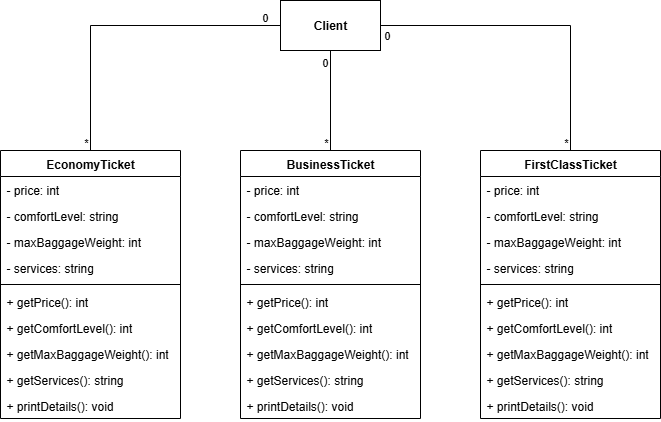 Client
0
0
0
*
*
*
EconomyTicket
- price: int
- comfortLevel: string
- maxBaggageWeight: int
- services: string
+ getPrice(): int
+ getComfortLevel(): int
+ getMaxBaggageWeight(): int
+ getServices(): string
+ printDetails(): void
BusinessTicket
- price: int
- comfortLevel: string
- maxBaggageWeight: int
- services: string
+ getPrice(): int
+ getComfortLevel(): int
+ getMaxBaggageWeight(): int
+ getServices(): string
+ printDetails(): void
FirstClassTicket
- price: int
- comfortLevel: string
- maxBaggageWeight: int
- services: string
+ getPrice(): int
+ getComfortLevel(): int
+ getMaxBaggageWeight(): int
+ getServices(): string
+ printDetails(): void